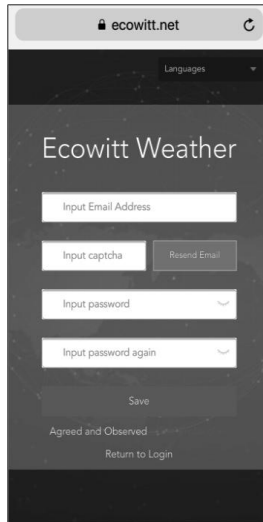 ecowitt.net
Languages
Ecowitt Weather
Input Email Address
Input captcha
Resend Email
Input password
Input password again
Save
Agreed and Observed
Return to Login